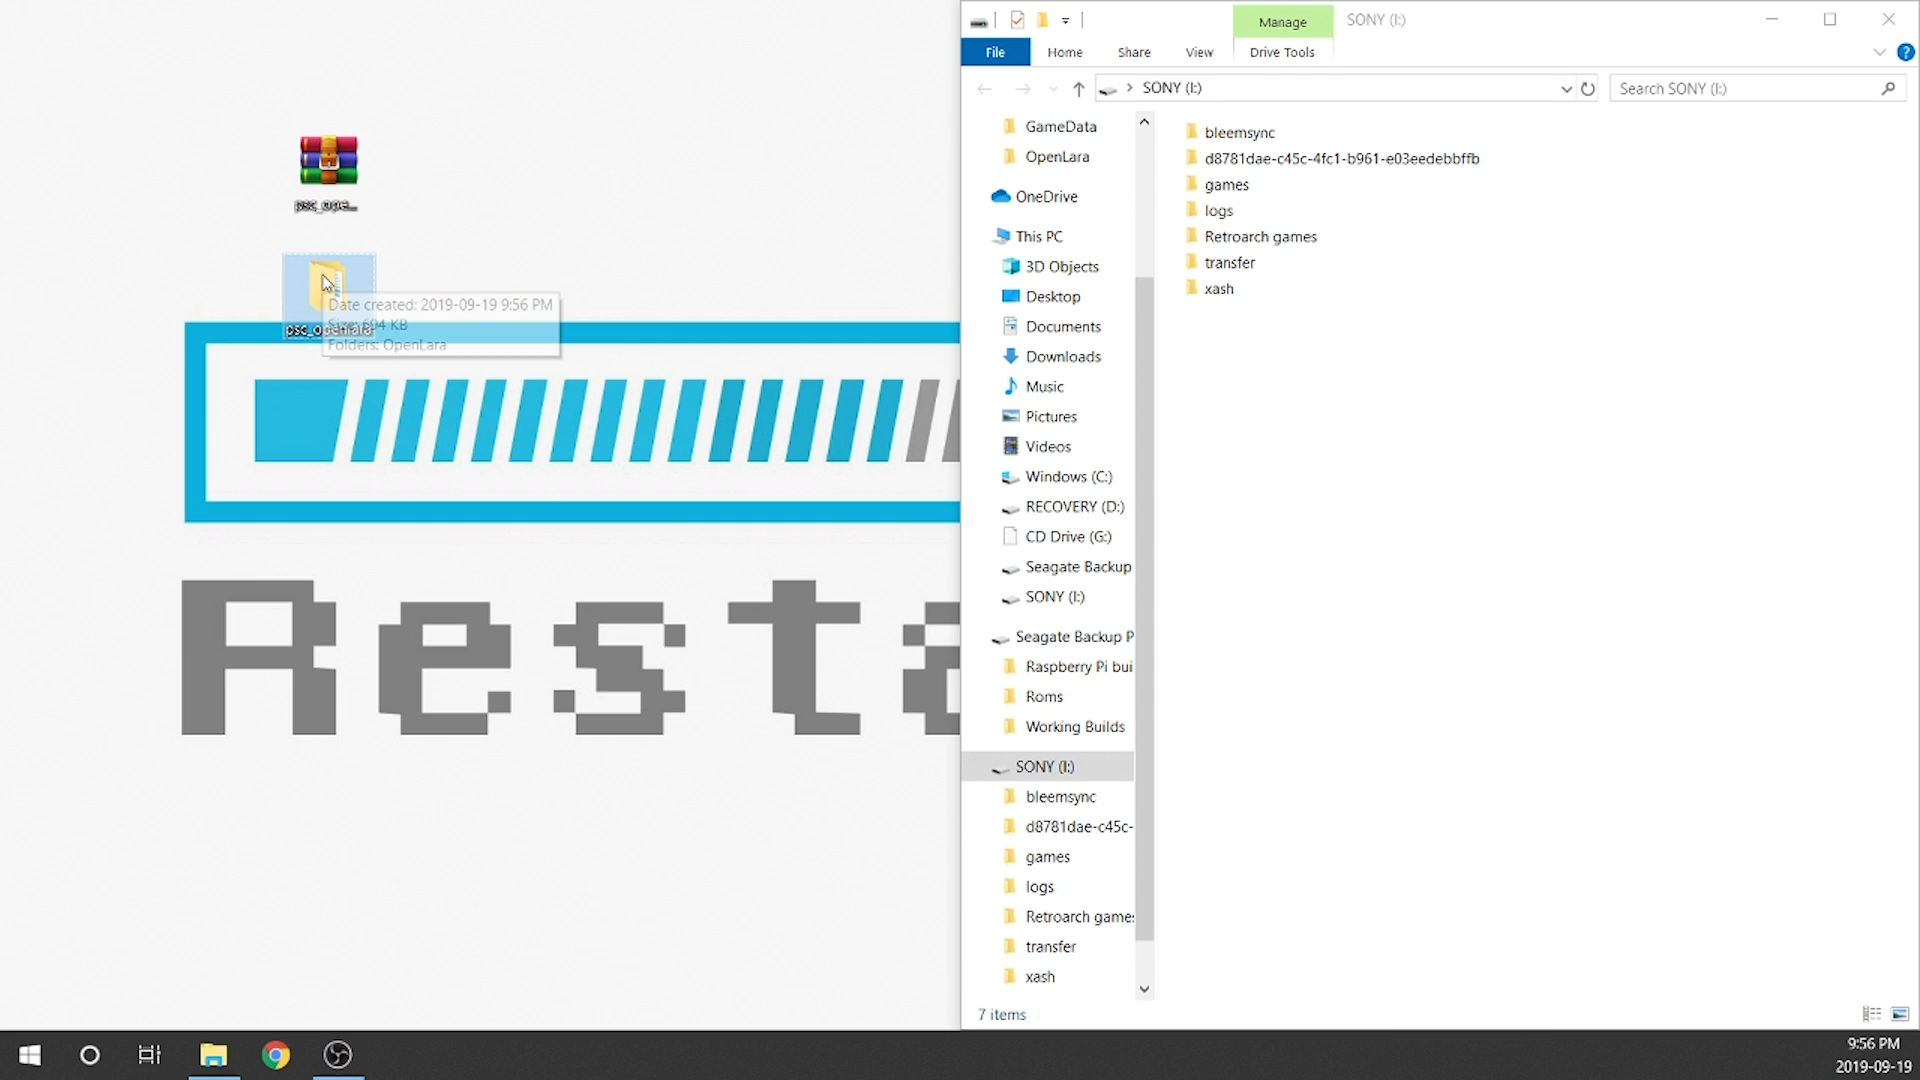 psc_ope...
psc_openlara
Date created: 2019-09-19 9:56 PM
Size: 694 KB
Folders: OpenLara
Resta
Manage
SONY (I:)
File
Home
Share
View
Drive Tools
?
SONY (I:)
Search SONY (I:)
GameData
OpenLara
OneDrive
This PC
3D Objects
Desktop
Documents
Downloads
Music
Pictures
Videos
Windows (C:)
RECOVERY (D:)
CD Drive (G:)
Seagate Backup
SONY (I:)
Seagate Backup P
Raspberry Pi bui
Roms
Working Builds
SONY (I:)
bleemsync
d8781dae-c45c-
games
logs
Retroarch games
transfer
xash
bleemsync
d8781dae-c45c-4fc1-b961-e03eedebbffb
games
logs
Retroarch games
transfer
xash
7 items
9:56 PM
2019-09-19